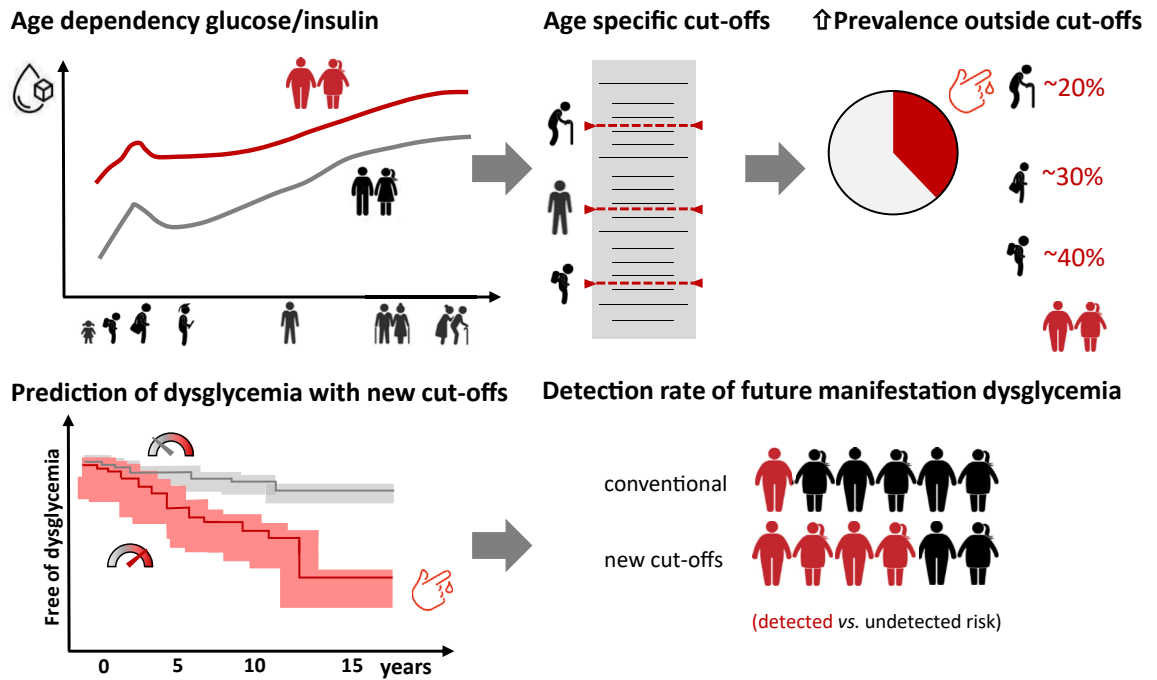 Age dependency glucose/insulin
Age specific cut-offs
⇧Prevalence outside cut-offs
~20%
~30%
~40%
Prediction of dysglycemia with new cut-offs
Free of dysglycemia
0 5 10 15 years
Detection rate of future manifestation dysglycemia
conventional
new cut-offs
(detected vs. undetected risk)